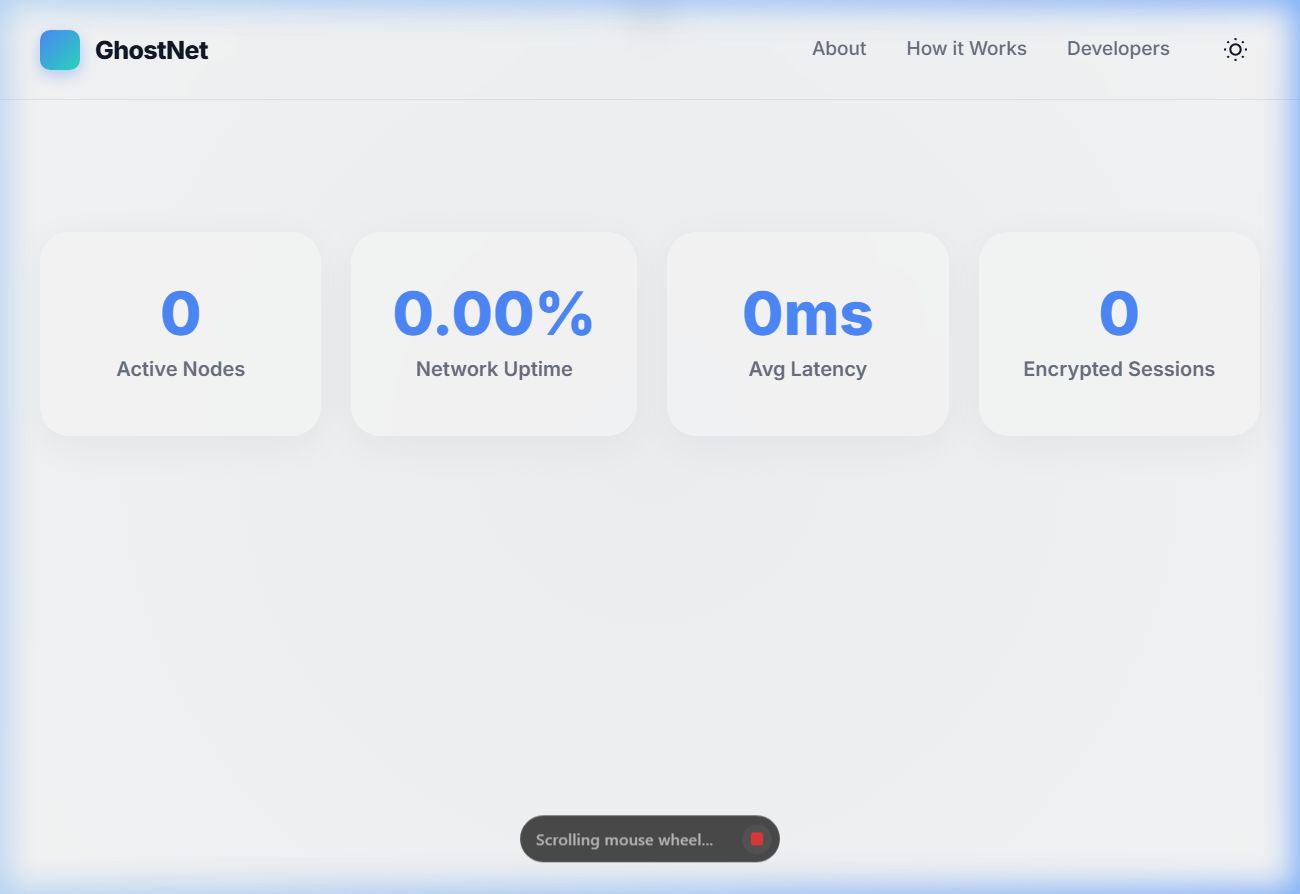 GhostNet
About
How it Works
Developers
0
Active Nodes
0.00%
Network Uptime
0ms
Avg Latency
0
Encrypted Sessions
Scrolling mouse wheel...